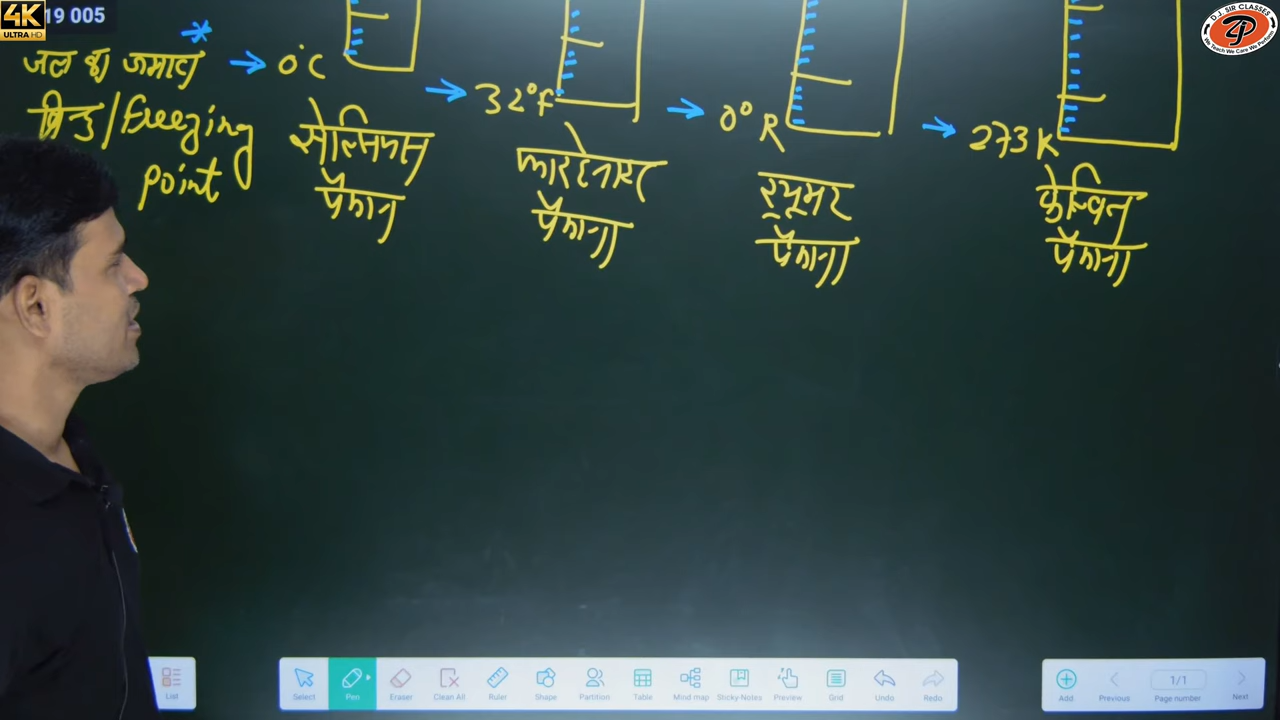 4K
ULTRA HD
19 005
D.J. SIR CLASSES
We Teach We Care We Perform
जल का जमाव
बिन्दु/freezing
point
0°C
सेल्सियस
पैमाना
32°F
फारेनहाइट
पैमाना
0°R
र्यूमर
पैमाना
273K
केल्विन
पैमाना
List
Select
Pen
Eraser
Clean All
Ruler
Shape
Partition
Table
Mind map
Sticky Notes
Preview
Grid
Undo
Redo
Add
Previous
1/1
Page number
Next